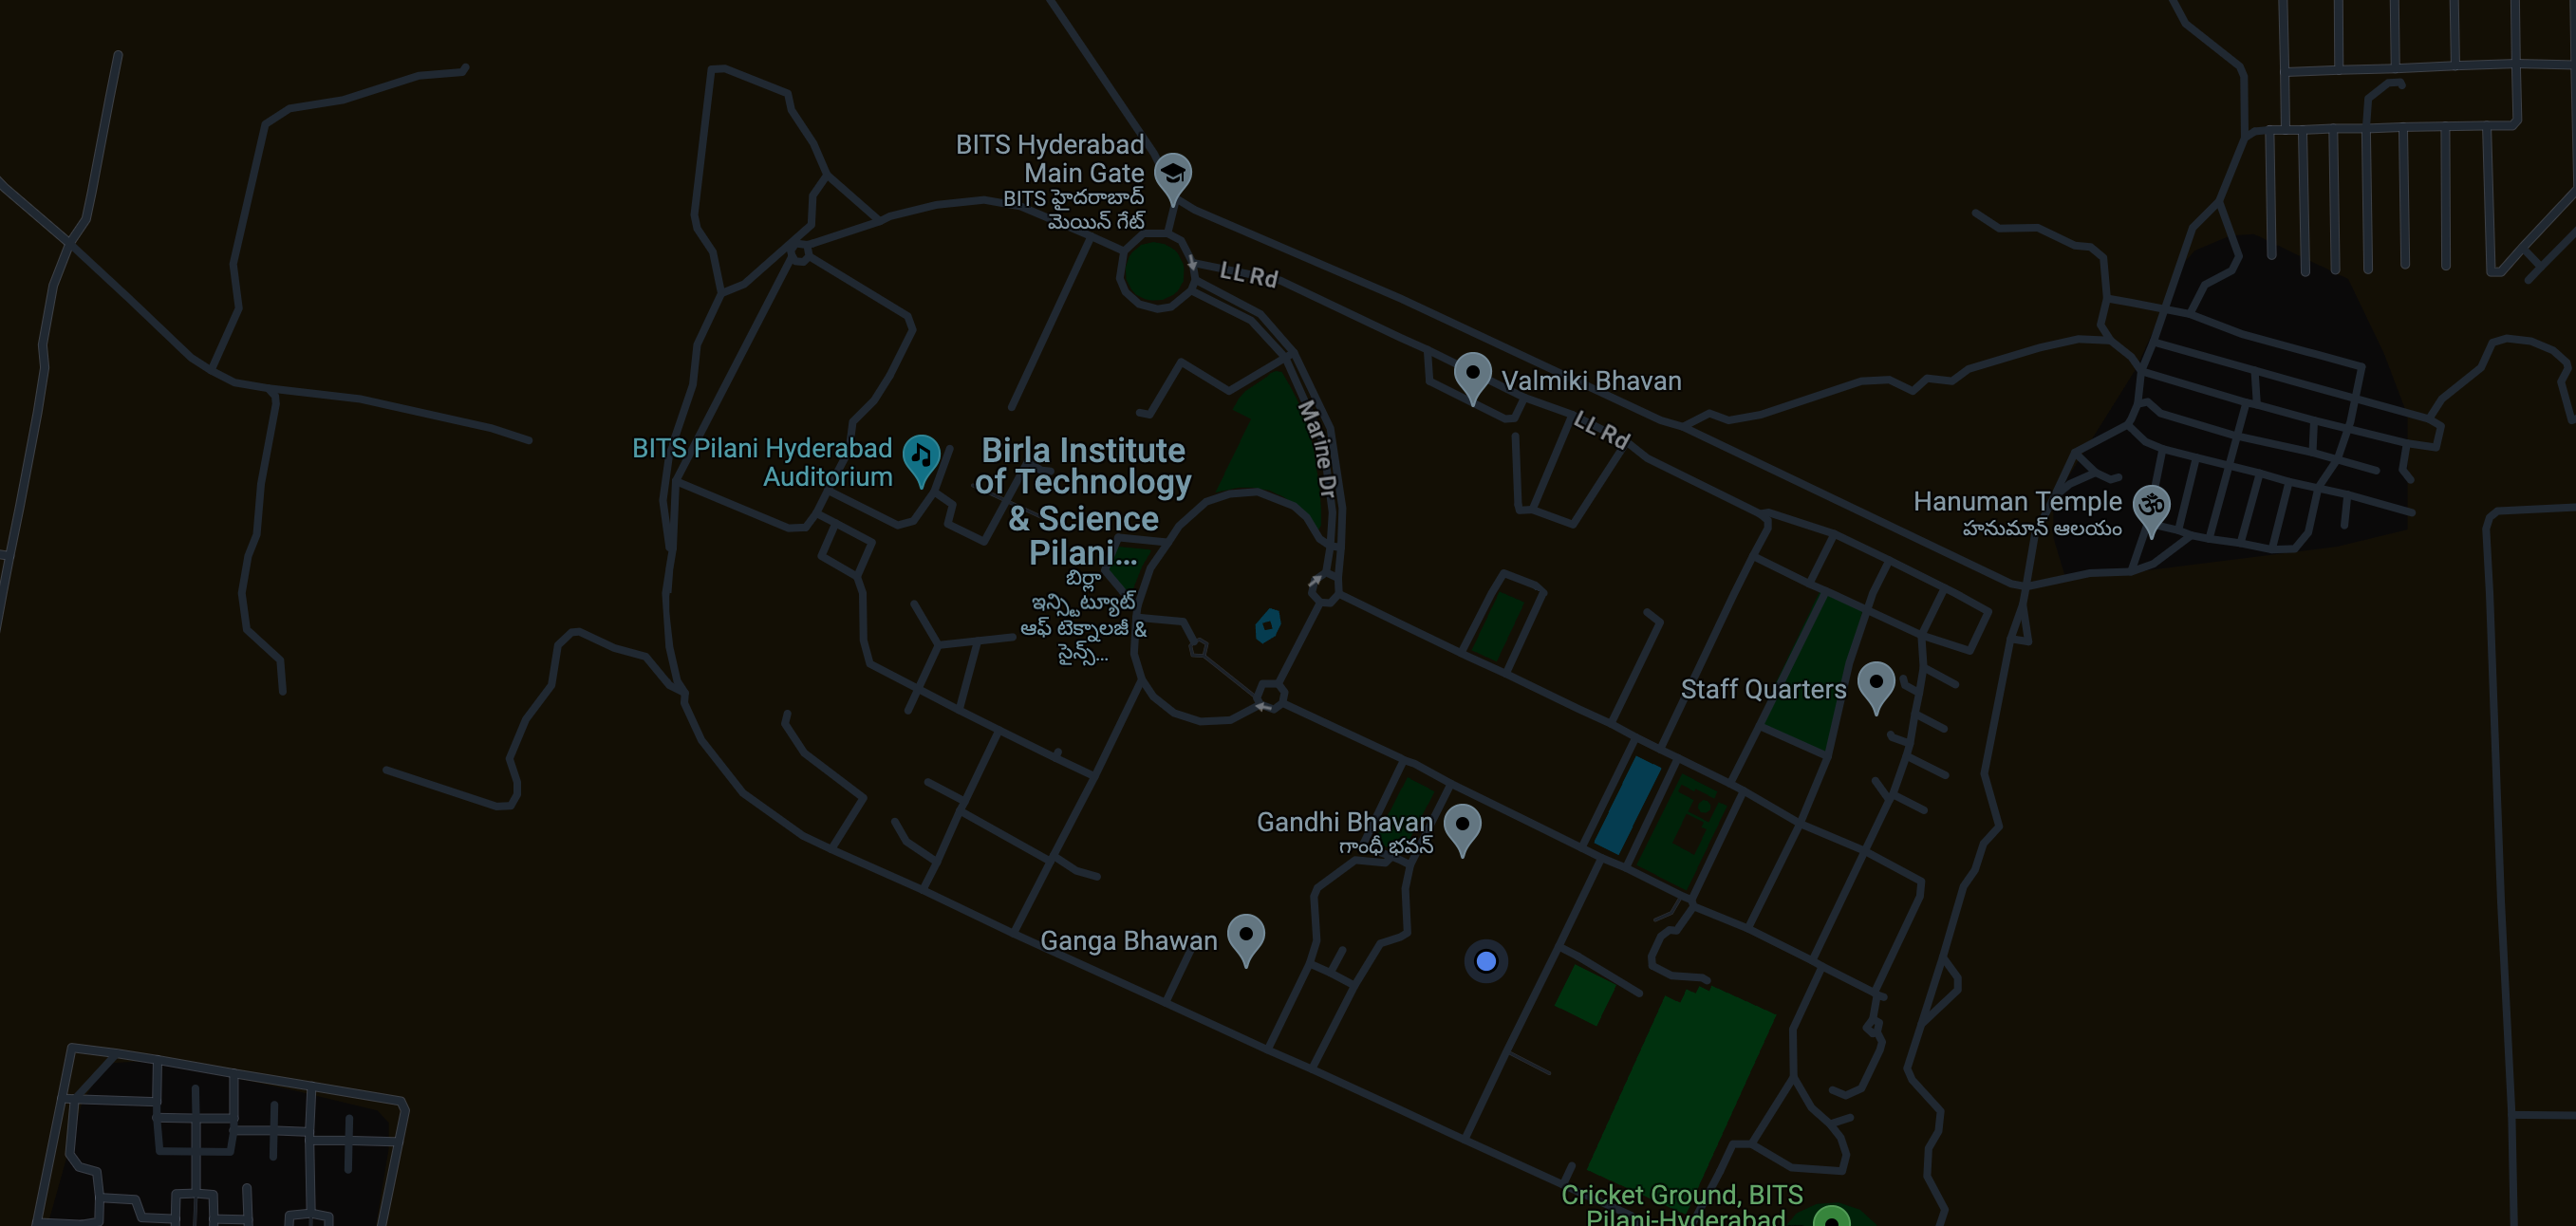 BITS Hyderabad
Main Gate
BITS హైదరాబాద్
మెయిన్ గేట్
LL Rd
Valmiki Bhavan
LL Rd
Marine Dr
BITS Pilani Hyderabad
Auditorium
Birla Institute
of Technology
& Science
Pilani...
బిర్లా
ఇన్స్టిట్యూట్
ఆఫ్ టెక్నాలజీ &
సైన్స్...
Hanuman Temple
హనుమాన్ ఆలయం
Staff Quarters
Gandhi Bhavan
గాంధీ భవన్
Ganga Bhawan
Cricket Ground, BITS
Pilani-Hyderabad